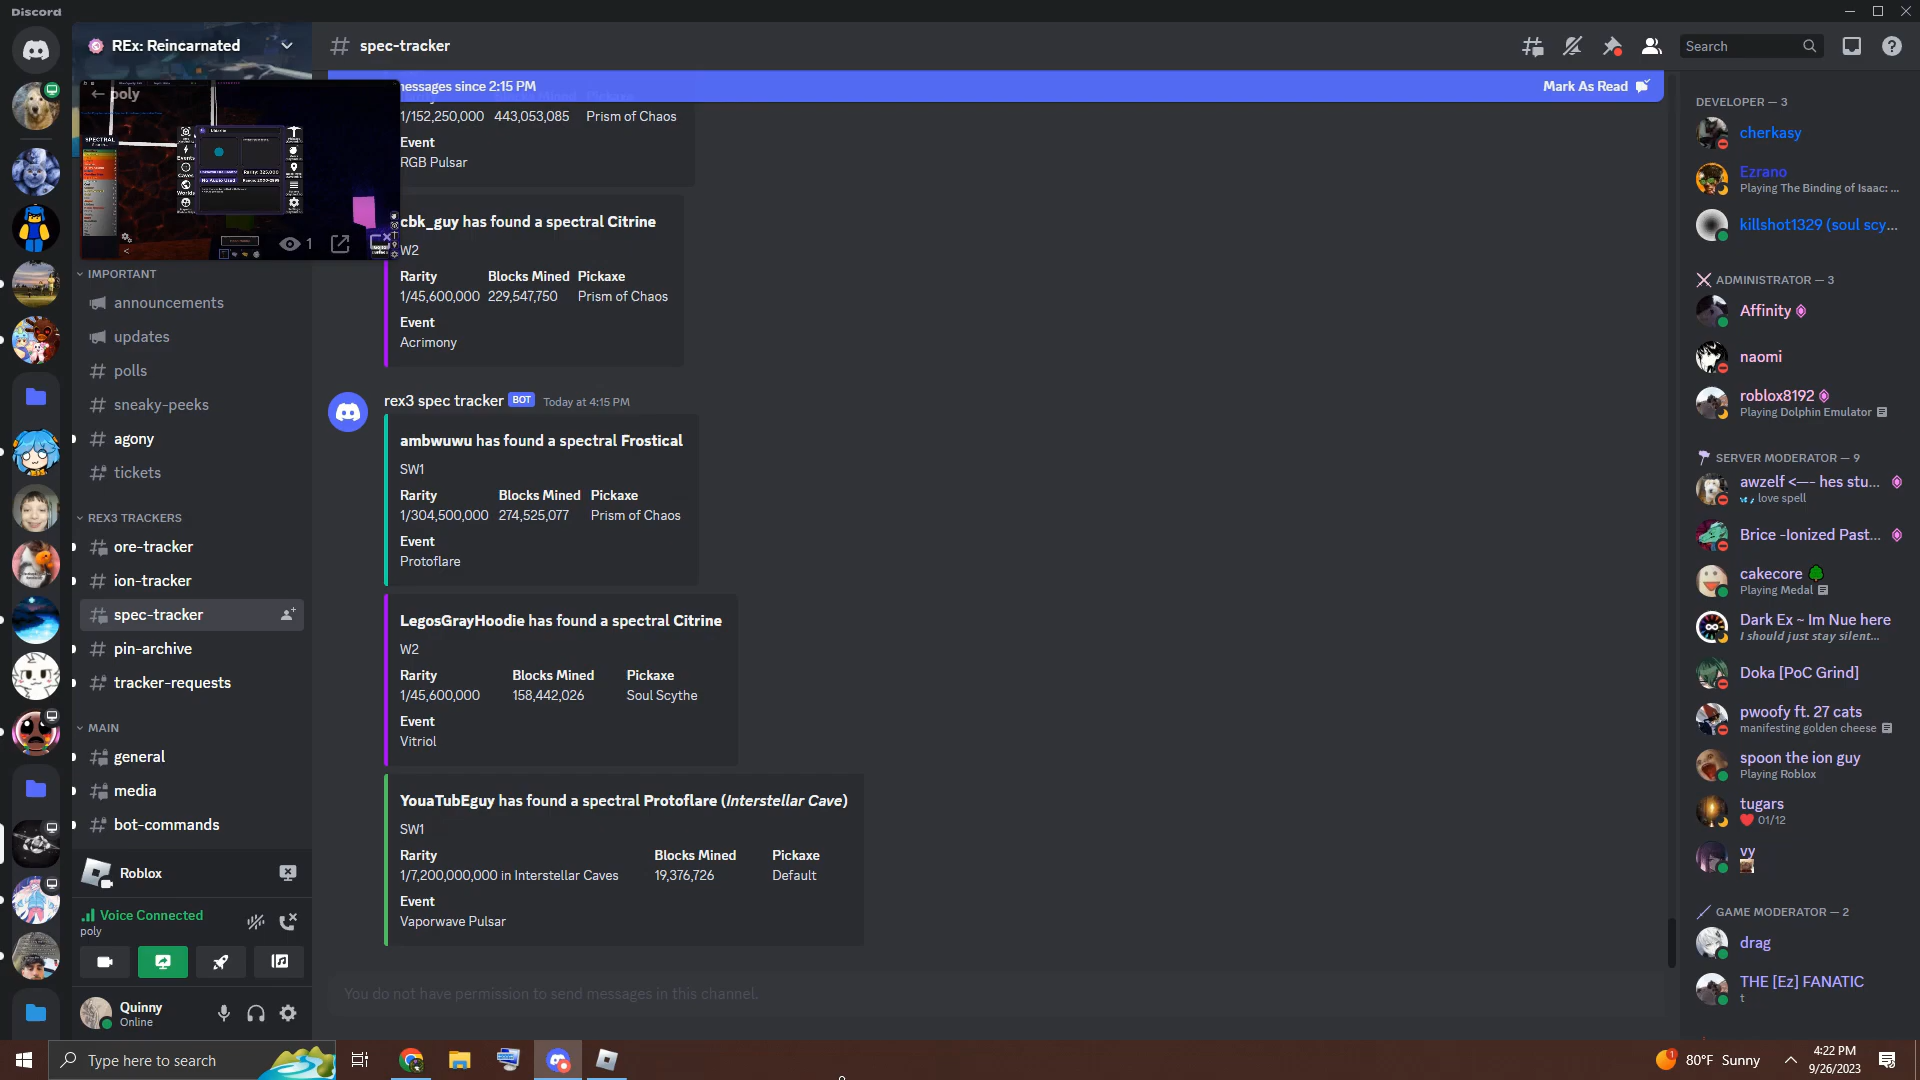 Discord
REx: Reincarnated
spec-tracker
Search
poly
essages since 2:15 PM
Mark As Read
1
IMPORTANT
announcements
updates
polls
sneaky-peeks
agony
tickets
REX3 TRACKERS
ore-tracker
ion-tracker
spec-tracker
pin-archive
tracker-requests
MAIN
general
media
bot-commands
Roblox
Voice Connected
poly
Quinny
Online
1/152,250,000 443,053,085 Prism of Chaos
Event
RGB Pulsar
cbk_guy has found a spectral Citrine
W2
Rarity Blocks Mined Pickaxe
1/45,600,000 229,547,750 Prism of Chaos
Event
Acrimony
rex3 spec tracker BOT Today at 4:15 PM
ambwuwu has found a spectral Frostical
SW1
Rarity Blocks Mined Pickaxe
1/304,500,000 274,525,077 Prism of Chaos
Event
Protoflare
LegosGrayHoodie has found a spectral Citrine
W2
Rarity Blocks Mined Pickaxe
1/45,600,000 158,442,026 Soul Scythe
Event
Vitriol
YouaTubEguy has found a spectral Protoflare (Interstellar Cave)
SW1
Rarity Blocks Mined Pickaxe
1/7,200,000,000 in Interstellar Caves 19,376,726 Default
Event
Vaporwave Pulsar
You do not have permission to send messages in this channel.
DEVELOPER — 3
cherkasy
Ezrano
Playing The Binding of Isaac: ...
killshot1329 (soul scy...
ADMINISTRATOR — 3
Affinity
naomi
roblox8192
Playing Dolphin Emulator
SERVER MODERATOR — 9
awzelf <—- hes stu...
love spell
Brice -Ionized Past...
cakecore
Playing Medal
Dark Ex ~ Im Nue here
I should just stay silent...
Doka [PoC Grind]
pwoofy ft. 27 cats
manifesting golden cheese
spoon the ion guy
Playing Roblox
tugars
01/12
vy
GAME MODERATOR — 2
drag
THE [Ez] FANATIC
t
Type here to search
1
80°F Sunny
4:22 PM
9/26/2023